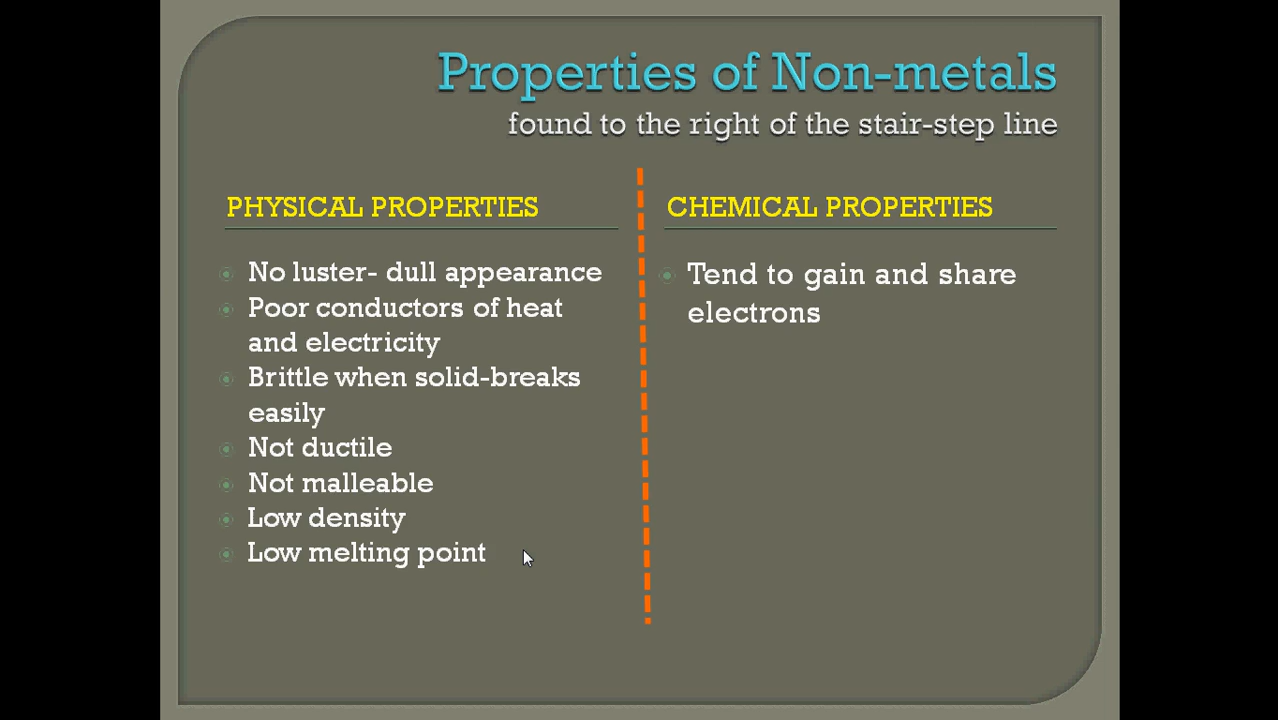 Properties of Non-metals
found to the right of the stair-step line
PHYSICAL PROPERTIES
No luster- dull appearance
Poor conductors of heat
and electricity
Brittle when solid-breaks
easily
Not ductile
Not malleable
Low density
Low melting point
CHEMICAL PROPERTIES
Tend to gain and share
electrons